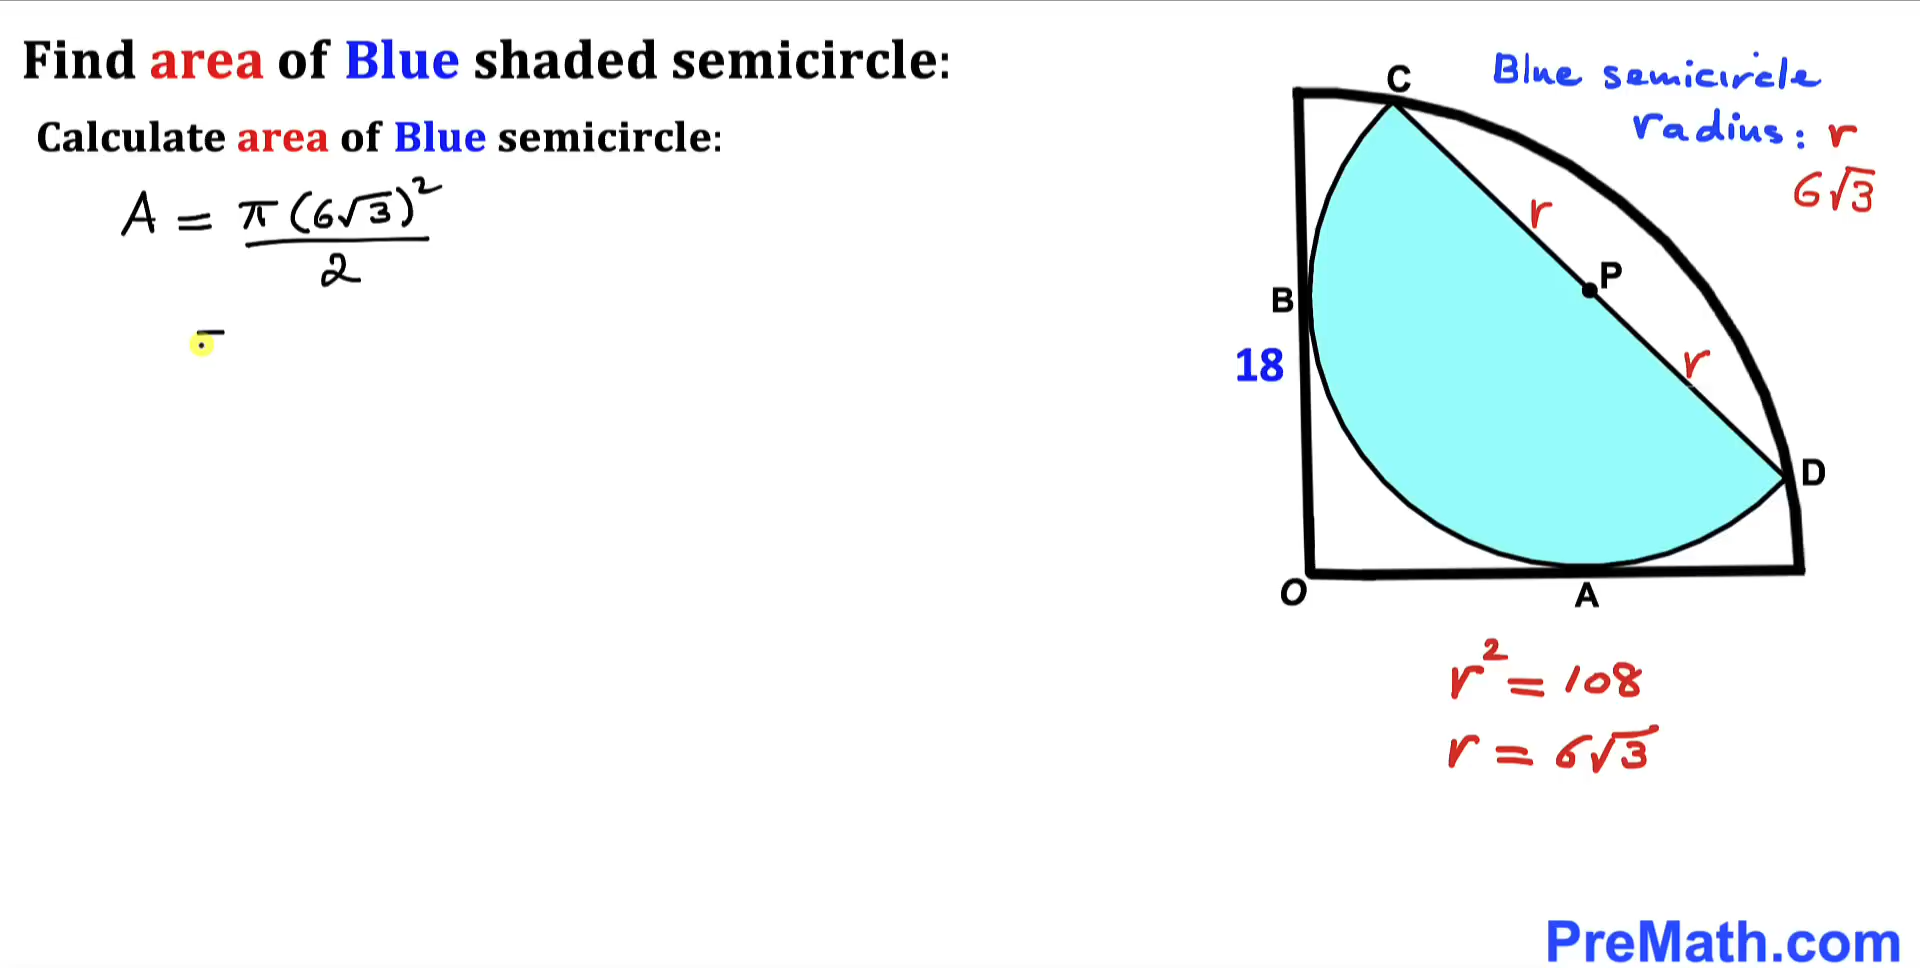 Find area of Blue shaded semicircle:
Calculate area of Blue semicircle:
A = π(6√3)²
2
C
Blue semicircle
radius: r
6√3
r
P
B
18
r
D
O
A
r² = 108
r = 6√3
PreMath.com